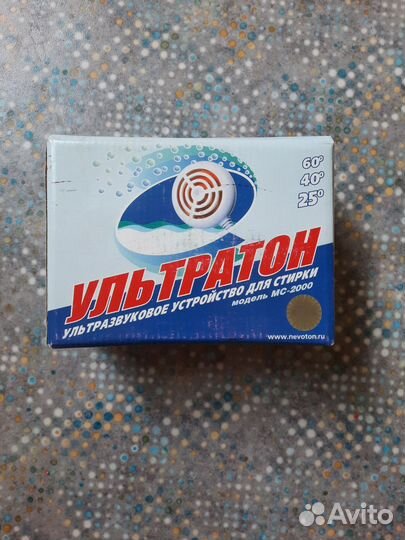 60°
40°
25°
УЛЬТРАТОН
УЛЬТРАЗВУКОВОЕ УСТРОЙСТВО ДЛЯ СТИРКИ
модель МС-2000
www.nevoton.ru
Avito